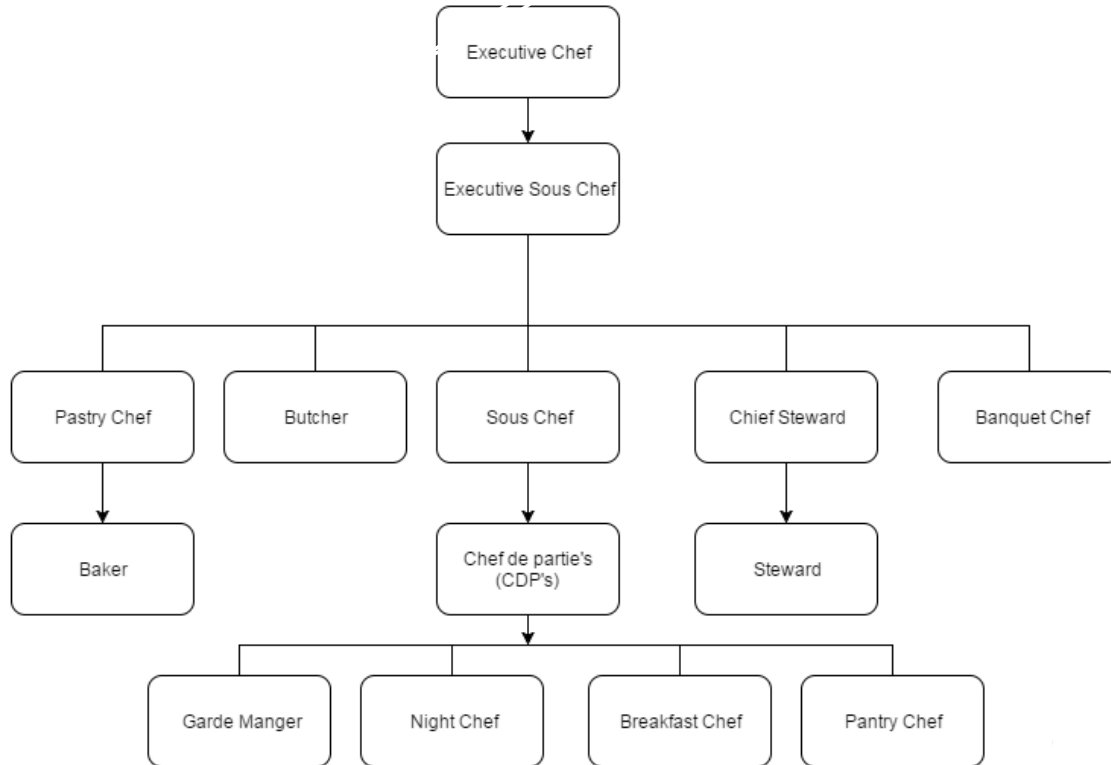 Executive Chef
Executive Sous Chef
Pastry Chef
Butcher
Sous Chef
Chief Steward
Banquet Chef
Baker
Chef de partie's
(CDP's)
Steward
Garde Manger
Night Chef
Breakfast Chef
Pantry Chef